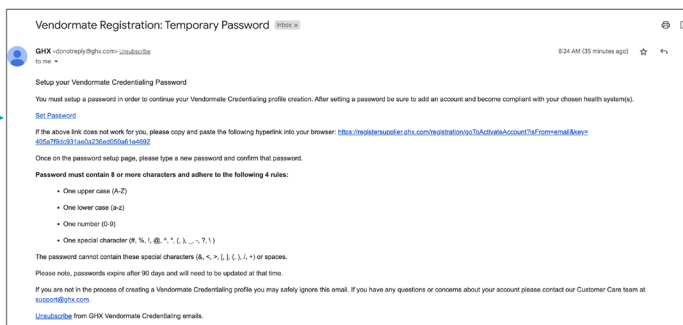 Vendormate Registration: Temporary Password Inbox ×
GHX <donotreply@ghx.com> Unsubscribe
8:24 AM (35 minutes ago)
to me
Setup your Vendormate Credentialing Password
You must setup a password in order to continue your Vendormate Credentialing profile creation. After setting a password be sure to add an account and become compliant with your chosen health system(s).
Set Password
If the above link does not work for you, please copy and paste the following hyperlink into your browser: https://registersupplier.ghx.com/registration/goToActivateAccount?isFrom=email&key=
405a7f9dc931ae0a236ed050a61e4692
Once on the password setup page, please type a new password and confirm that password.
Password must contain 8 or more characters and adhere to the following 4 rules:
• One upper case (A-Z)
• One lower case (a-z)
• One number (0-9)
• One special character (#, %, !, @, ^, *, (, ), _, -, ?, \ )
The password cannot contain these special characters (&, <, >, [, ], {, }, /, +) or spaces.
Please note, passwords expire after 90 days and will need to be updated at that time.
If you are not in the process of creating a Vendormate Credentialing profile you may safely ignore this email. If you have any questions or concerns about your account please contact our Customer Care team at
support@ghx.com.
Unsubscribe from GHX Vendormate Credentialing emails.